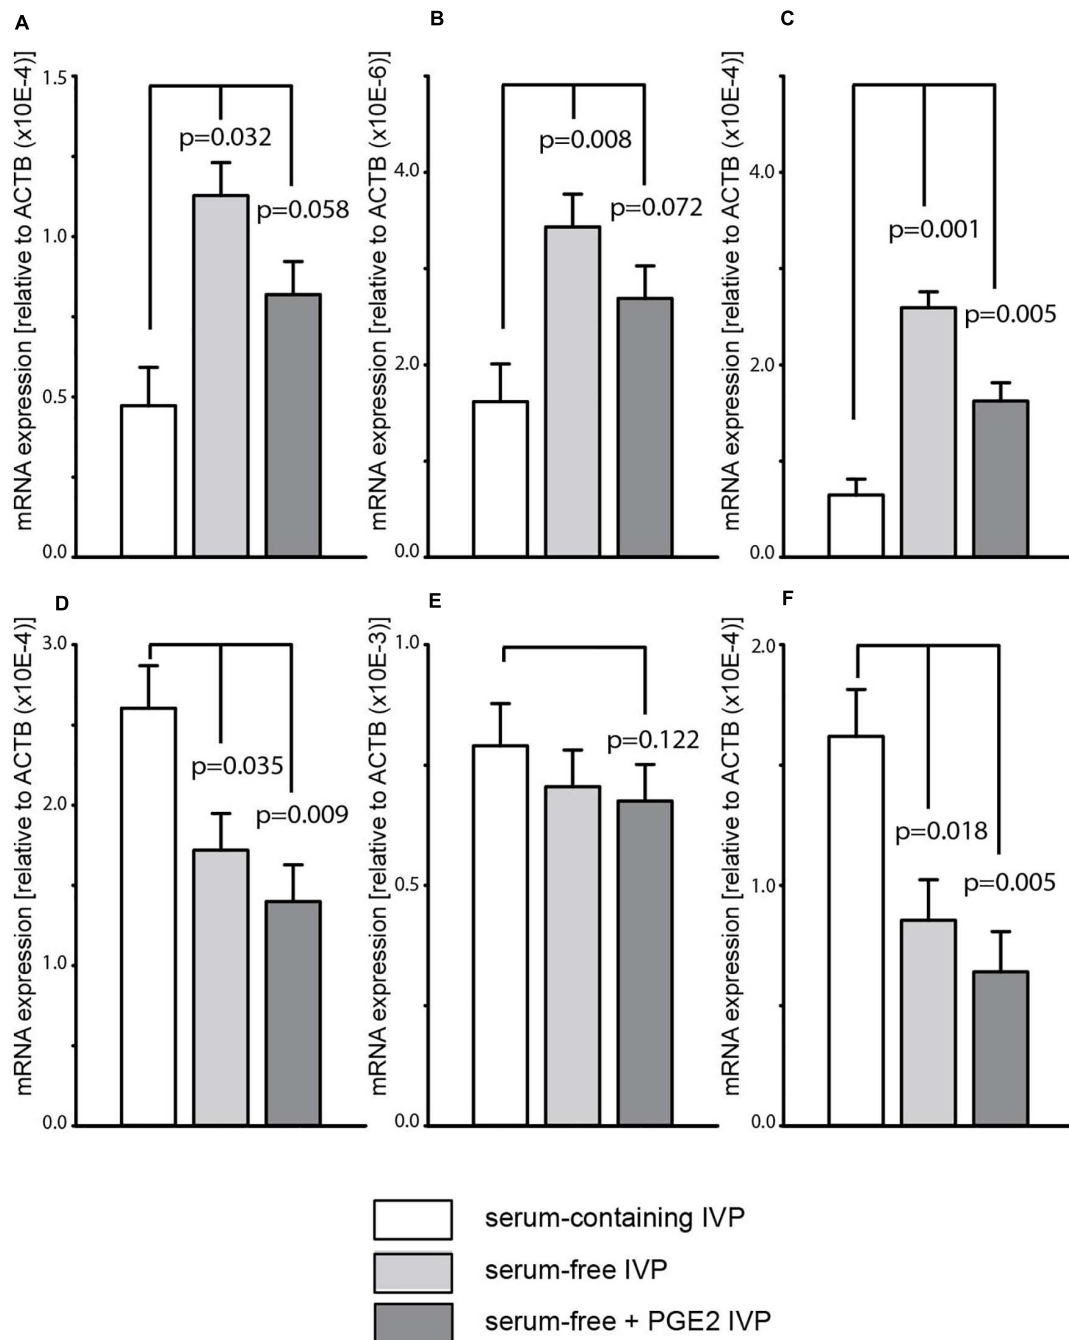 A
mRNA expression [relative to ACTB (x10E-4)]
1.5
1.0
0.5
0.0
p=0.032
p=0.058
B
mRNA expression [relative to ACTB (x10E-6)]
4.0
2.0
0.0
p=0.008
p=0.072
C
mRNA expression [relative to ACTB (x10E-4)]
4.0
2.0
0.0
p=0.001
p=0.005
D
mRNA expression [relative to ACTB (x10E-4)]
3.0
2.0
1.0
0.0
p=0.035
p=0.009
E
mRNA expression [relative to ACTB (x10E-3)]
1.0
0.5
0.0
p=0.122
F
mRNA expression [relative to ACTB (x10E-4)]
2.0
1.0
0.0
p=0.018
p=0.005
serum-containing IVP
serum-free IVP
serum-free + PGE2 IVP